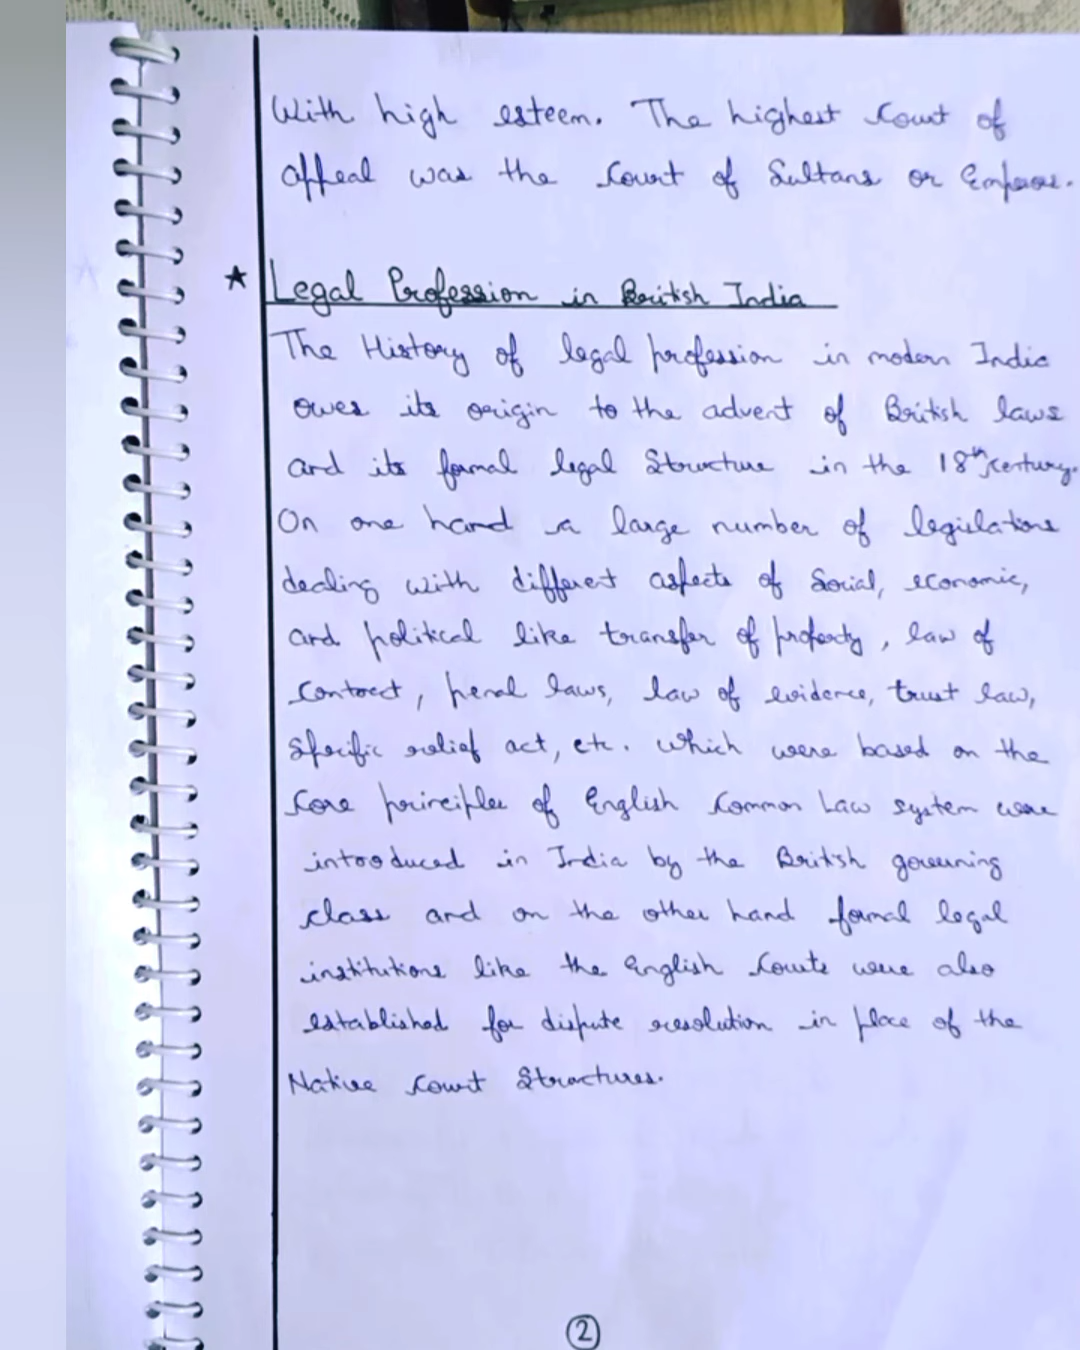 With high esteem. The highest Court of
appeal was the Court of Sultans or Emperor.
★ Legal Profession in British India
The History of legal profession in modern India
owes its origin to the advent of British laws
and its formal legal Structure in the 18th century.
On one hand a large number of legislations
dealing with different aspects of Social, economic,
and political like transfer of property, law of
contract, penal laws, law of evidence, trust law,
Specific relief act, etc. which were based on the
Core principles of English Common Law system were
introduced in India by the British governing
class and on the other hand formal legal
institutions like the English Courts were also
established for dispute resolution in place of the
Native Court Structures.
2